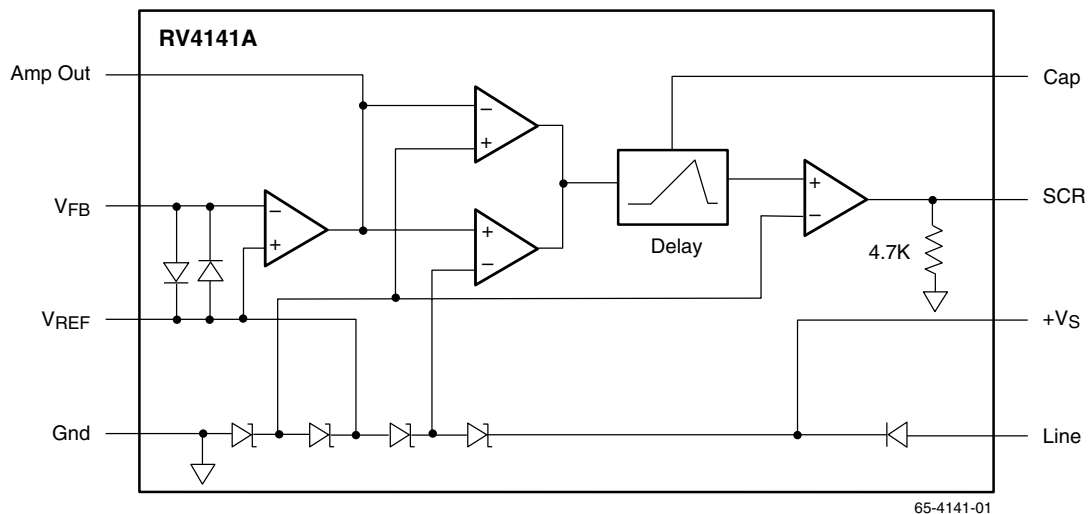 RV4141A
Amp Out
Cap
−
+
VFB
−
+
+
−
SCR
Delay
+
−
4.7K
VREF
+VS
Gnd
Line
65-4141-01